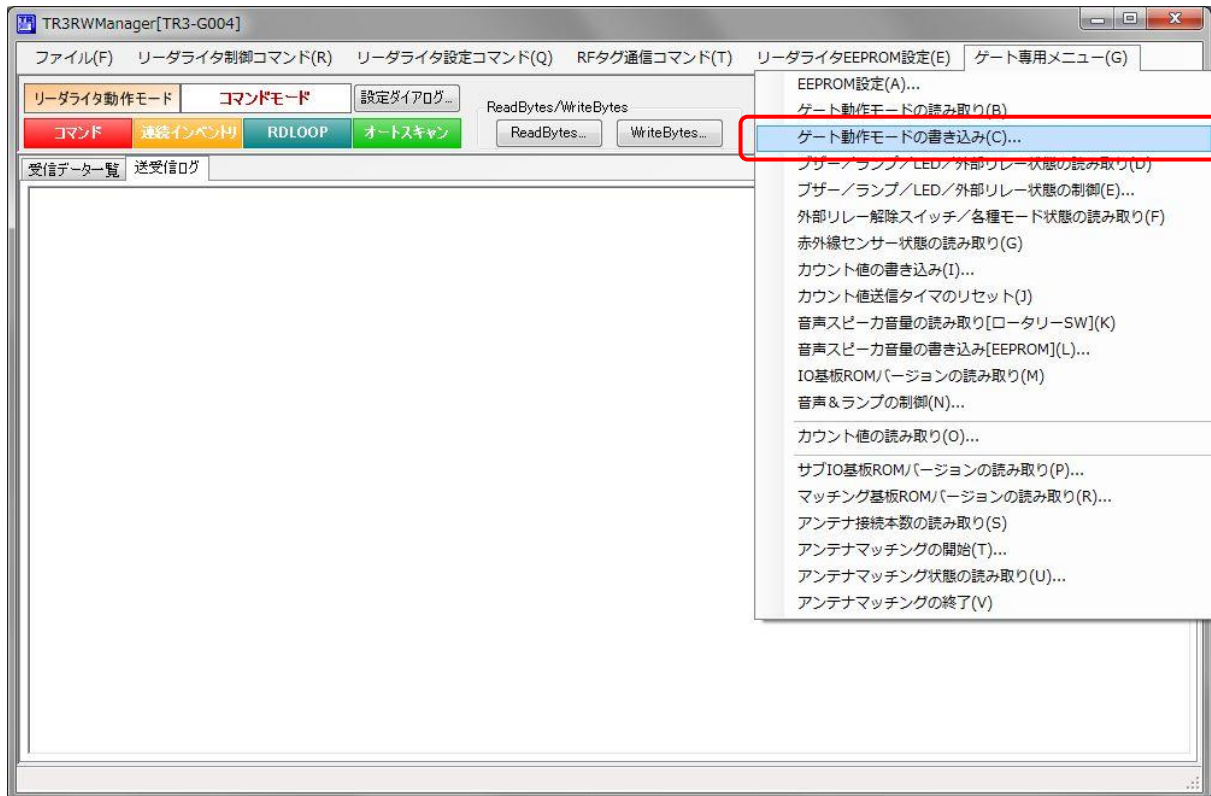 TR3RWManager[TR3-G004]
ファイル(F) リーダライタ制御コマンド(R) リーダライタ設定コマンド(Q) RFタグ通信コマンド(T) リーダライタEEPROM設定(E) ゲート専用メニュー(G)
リーダライタ動作モード コマンドモード 設定ダイアログ...
ReadBytes/WriteBytes
コマンド 連続インベントリ RDLOOP オートスキャン ReadBytes... WriteBytes...
受信データ一覧 送受信ログ
EEPROM設定(A)...
ゲート動作モードの読み取り(B)
ゲート動作モードの書き込み(C)...
ブザー／ランプ／LED／外部リレー状態の読み取り(D)
ブザー／ランプ／LED／外部リレー状態の制御(E)...
外部リレー解除スイッチ／各種モード状態の読み取り(F)
赤外線センサー状態の読み取り(G)
カウント値の書き込み(I)...
カウント値送信タイマのリセット(J)
音声スピーカ音量の読み取り[ロータリーSW](K)
音声スピーカ音量の書き込み[EEPROM](L)...
IO基板ROMバージョンの読み取り(M)
音声＆ランプの制御(N)...
カウント値の読み取り(O)...
サブIO基板ROMバージョンの読み取り(P)...
マッチング基板ROMバージョンの読み取り(R)...
アンテナ接続本数の読み取り(S)
アンテナマッチングの開始(T)...
アンテナマッチング状態の読み取り(U)...
アンテナマッチングの終了(V)